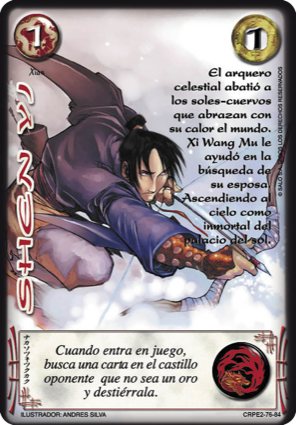 1
1
Xian
SHEN YI
El arquero
celestial abatió a
los soles-cuervos
que abrazan con
su calor el mundo.
Xi Wang Mu le
ayudó en la
búsqueda de
su esposa.
Ascendiendo al
cielo como
inmortal del
palacio del sol.
Cuando entra en juego,
busca una carta en el castillo
oponente que no sea un oro
y destiérrala.
ILUSTRADOR: ANDRES SILVA
CRPE2-76-84